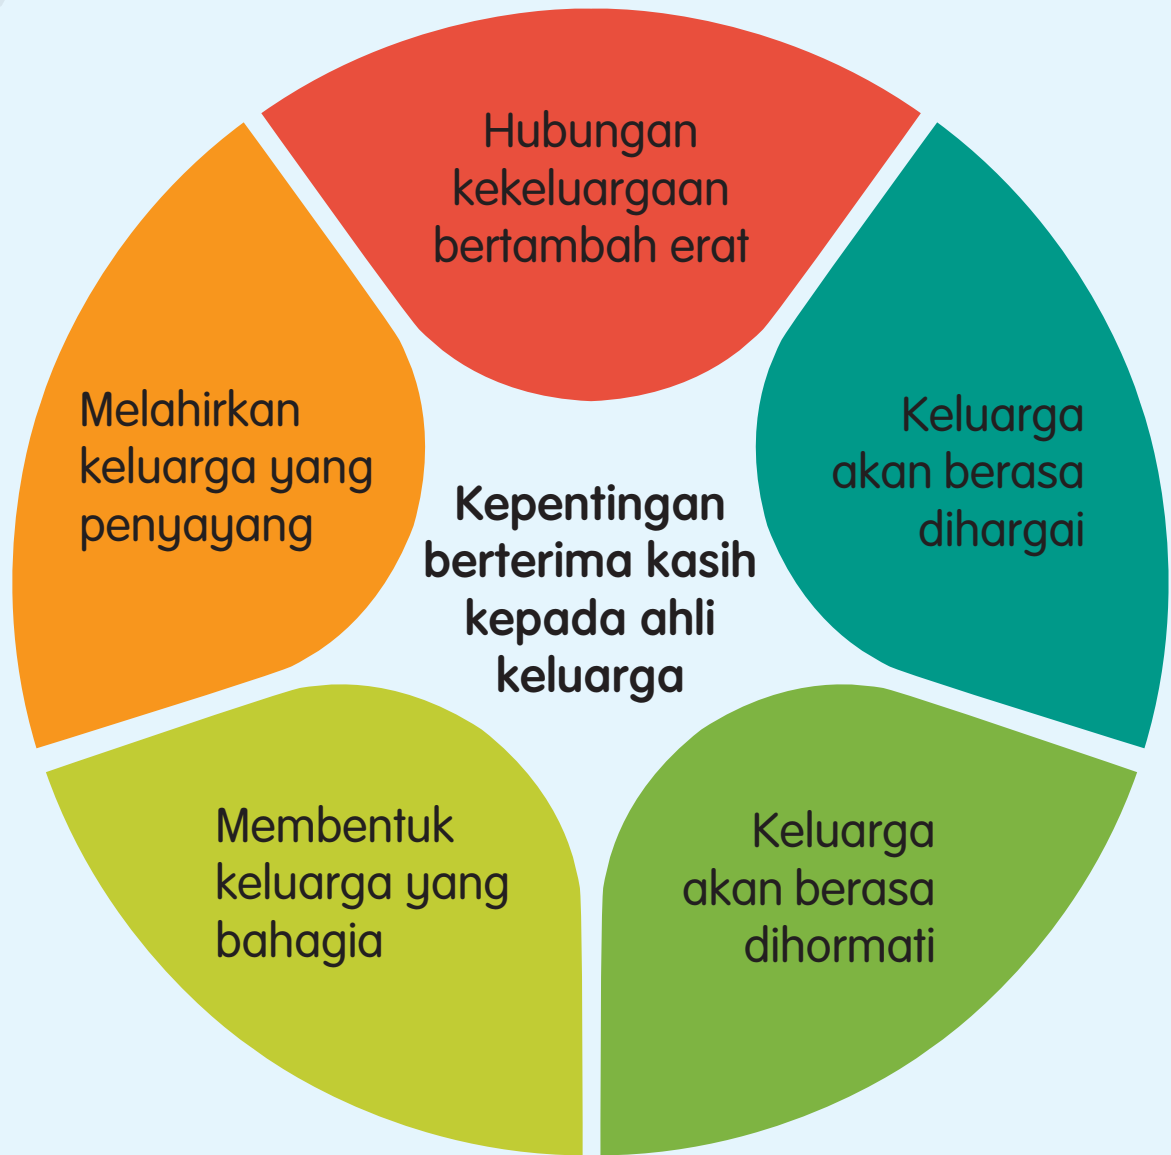 Hubungan
kekeluargaan
bertambah erat
Keluarga
akan berasa
dihargai
Keluarga
akan berasa
dihormati
Membentuk
keluarga yang
bahagia
Melahirkan
keluarga yang
penyayang
Kepentingan
berterima kasih
kepada ahli
keluarga